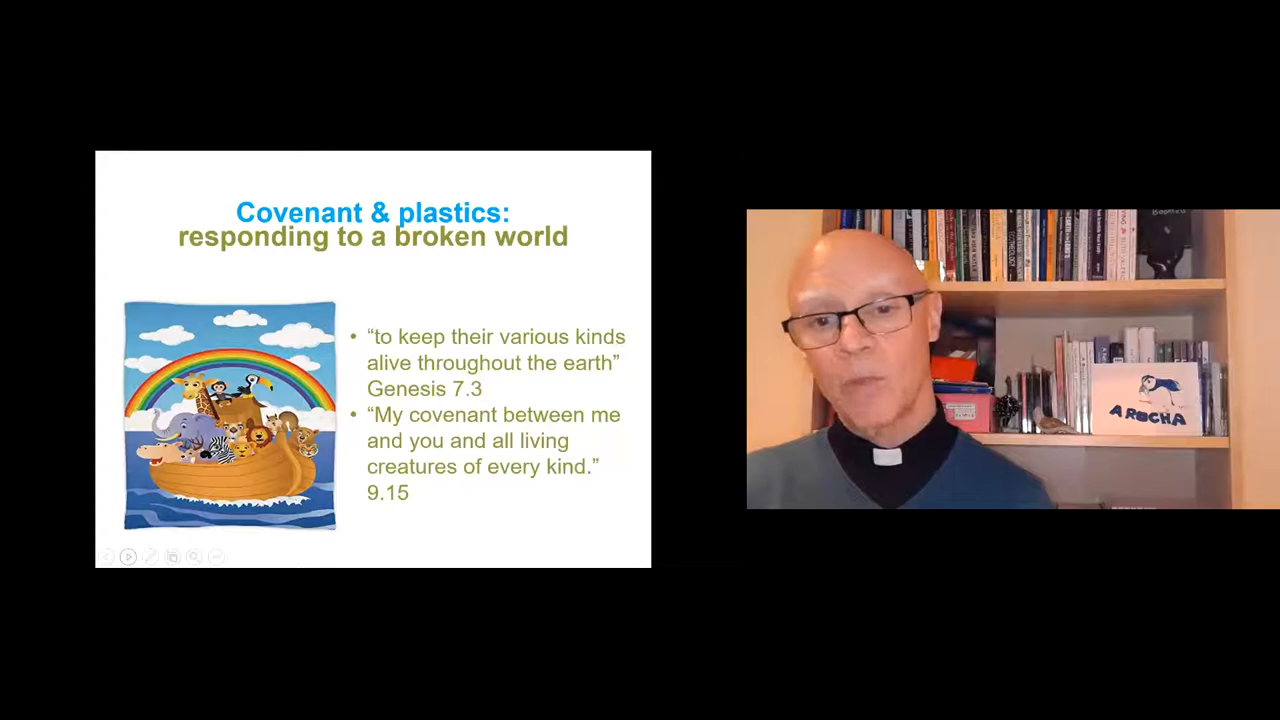 Covenant & plastics:
responding to a broken world
• “to keep their various kinds
alive throughout the earth”
Genesis 7.3
• “My covenant between me
and you and all living
creatures of every kind.”
9.15
A ROCHA